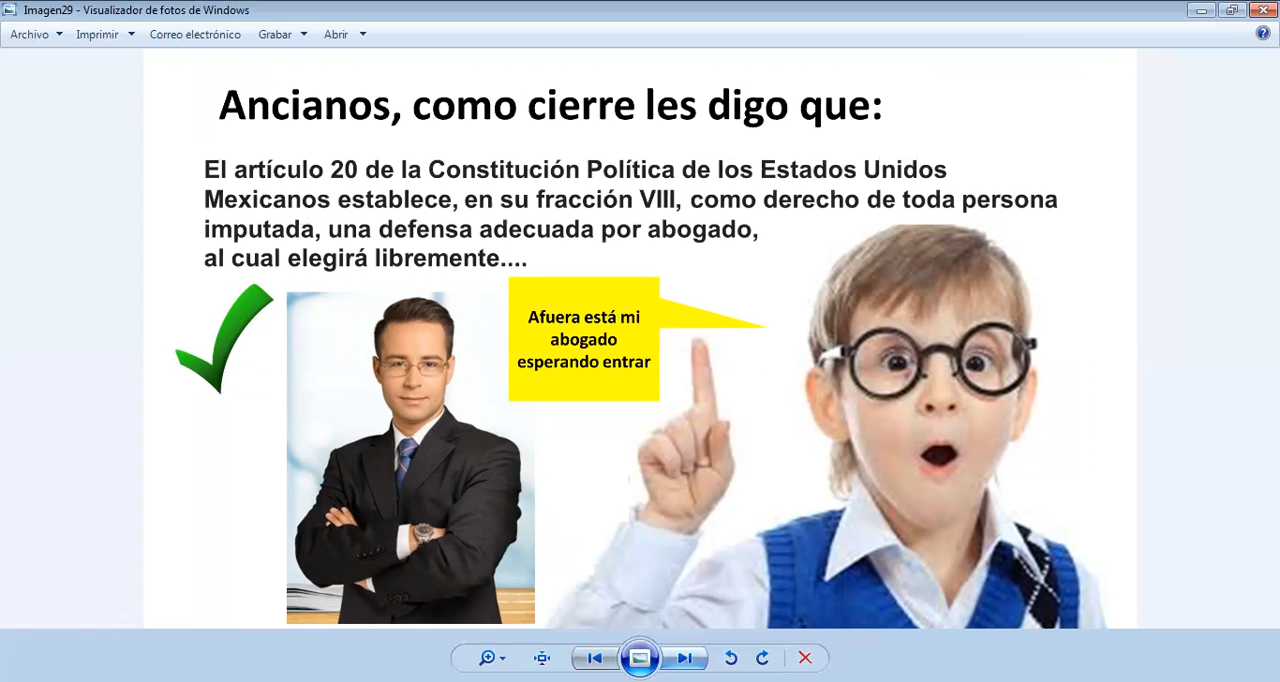 Imagen29 - Visualizador de fotos de Windows
Archivo Imprimir Correo electrónico Grabar Abrir
Ancianos, como cierre les digo que:
El artículo 20 de la Constitución Política de los Estados Unidos
Mexicanos establece, en su fracción VIII, como derecho de toda persona
imputada, una defensa adecuada por abogado,
al cual elegirá libremente....
Afuera está mi
abogado
esperando entrar